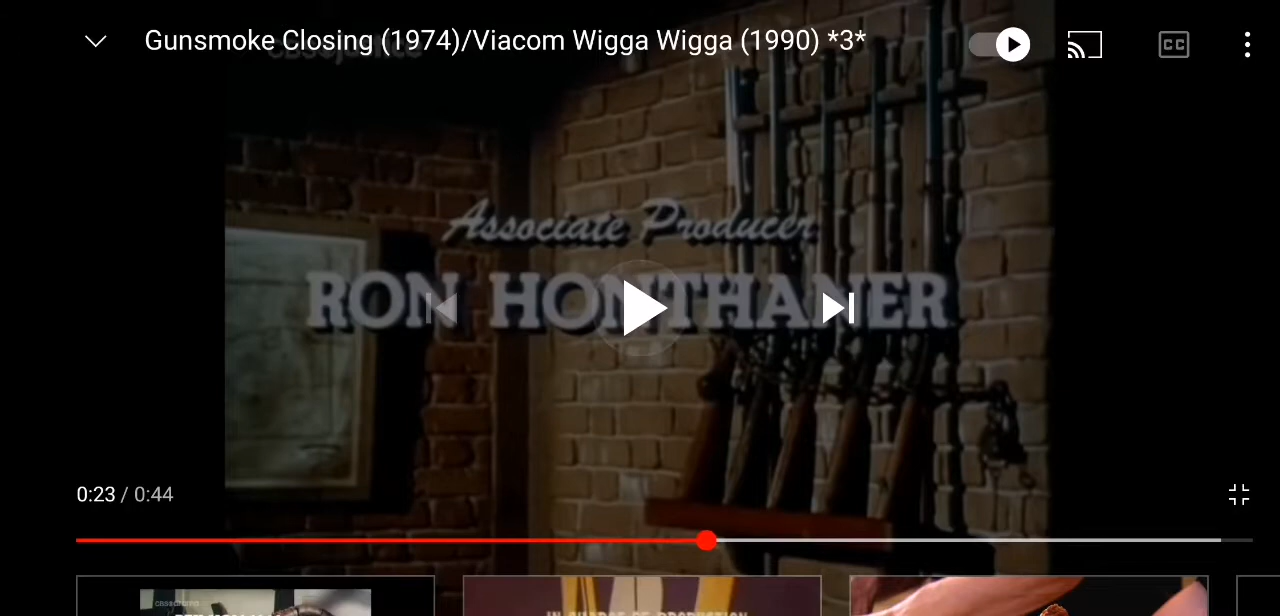 Gunsmoke Closing (1974)/Viacom Wigga Wigga (1990) *3*
CC
Associate Producer
RON HONTHANER
0:23 / 0:44
IN CHARGE OF PRODUCTION